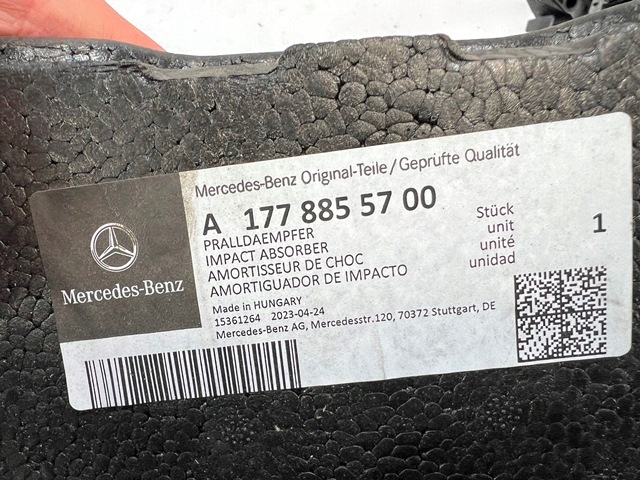 Mercedes-Benz Original-Teile/Geprüfte Qualität
A 177 885 57 00
PRALLDAEMPFER
IMPACT ABSORBER
AMORTISSEUR DE CHOC
AMORTIGUADOR DE IMPACTO
Stück
unit
unité
unidad
1
Made in HUNGARY
15361264 2023-04-24
Mercedes-Benz AG, Mercedesstr.120, 70372 Stuttgart, DE
Mercedes-Benz